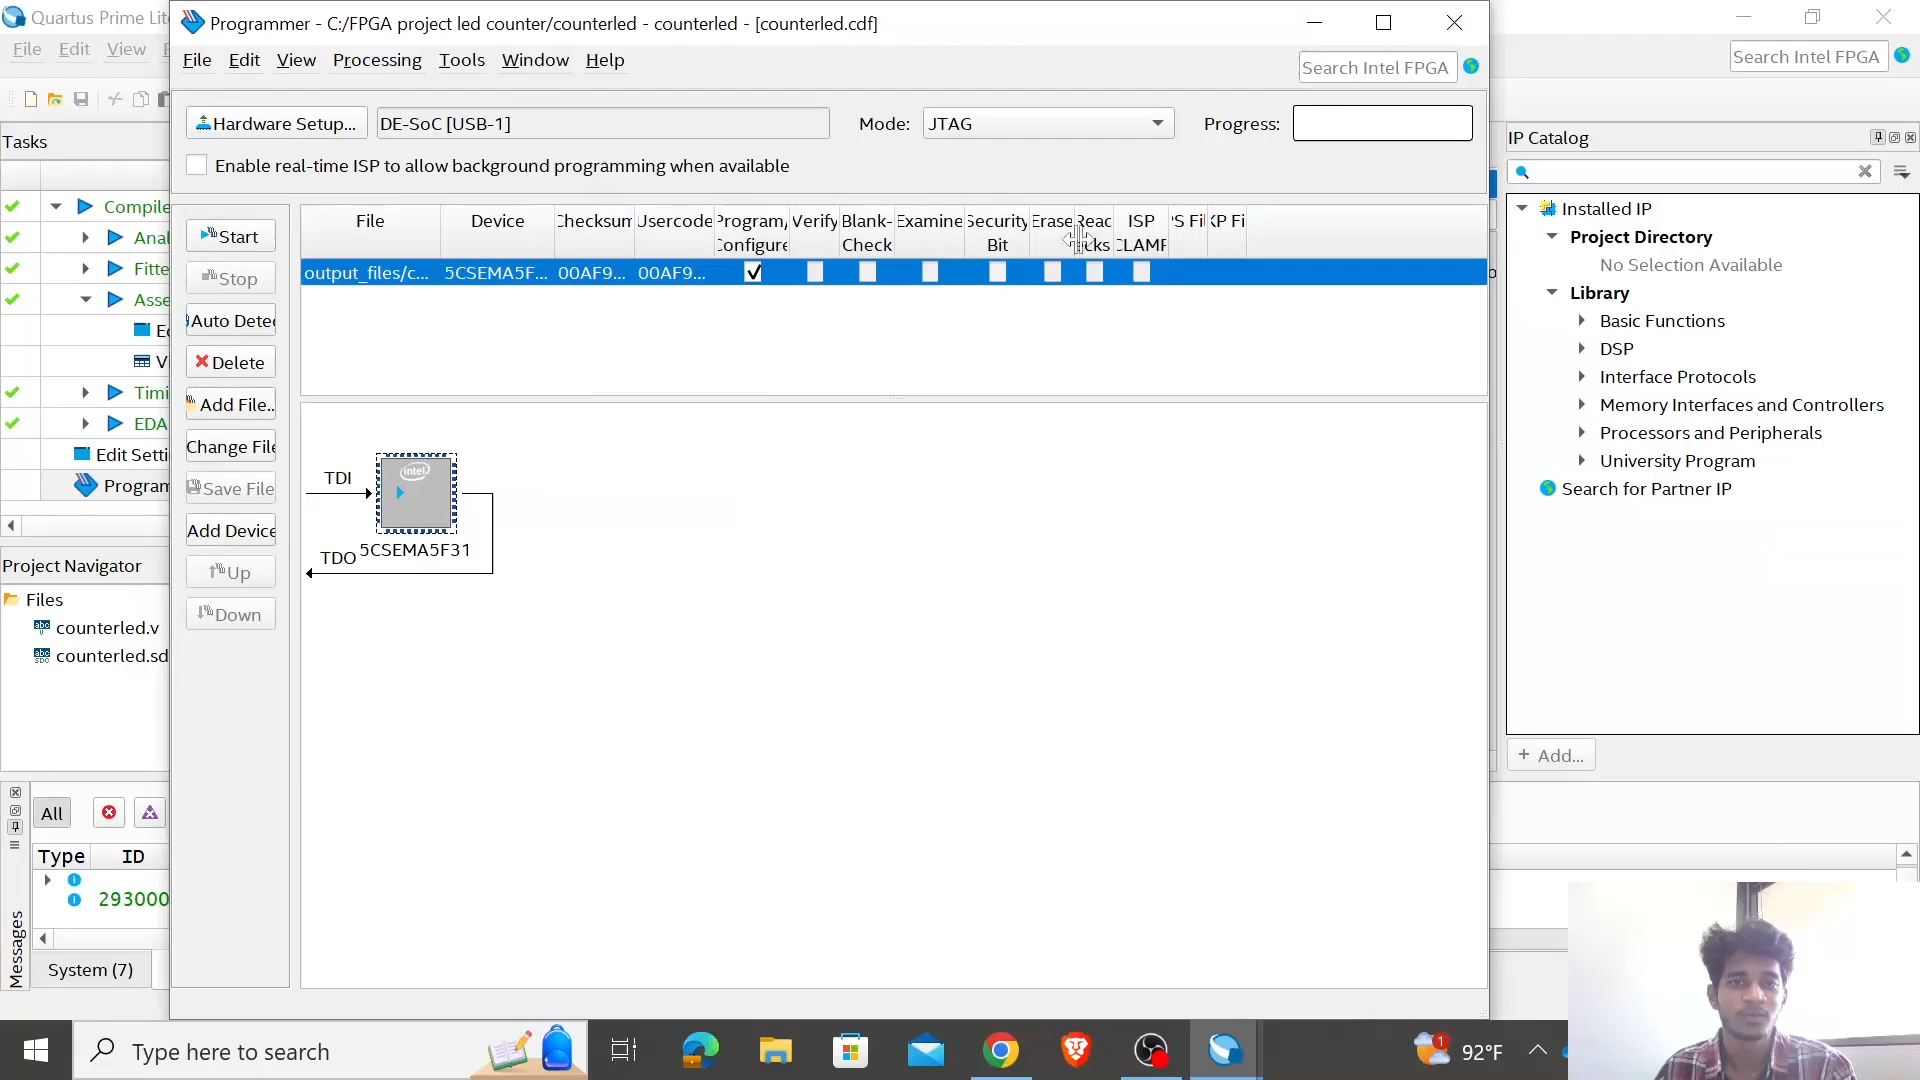 Quartus Prime Lit
File Edit View
Search Intel FPGA
Programmer - C:/FPGA project led counter/counterled - counterled - [counterled.cdf]
File Edit View Processing Tools Window Help
Search Intel FPGA
Hardware Setup... DE-SoC [USB-1] Mode: JTAG Progress:
Enable real-time ISP to allow background programming when available
File Device Checksum Usercode Program/ Configure Verify Blank- Check Examine Security Bit Erase ISP CLAMP
output_files/c... 5CSEMA5F... 00AF9... 00AF9...
Start
Stop
Auto Detec
Delete
Add File..
Change File
Save File
Add Device
Up
Down
TDI
intel
TDO 5CSEMA5F31
Tasks
Compile
Anal
Fitte
Asse
Ed
Vi
Timi
EDA
Edit Setti
Program
Project Navigator
Files
counterled.v
counterled.sd
All
Type ID
293000
System (7)
Messages
IP Catalog
Installed IP
Project Directory
No Selection Available
Library
Basic Functions
DSP
Interface Protocols
Memory Interfaces and Controllers
Processors and Peripherals
University Program
Search for Partner IP
+ Add...
Type here to search
1
92°F